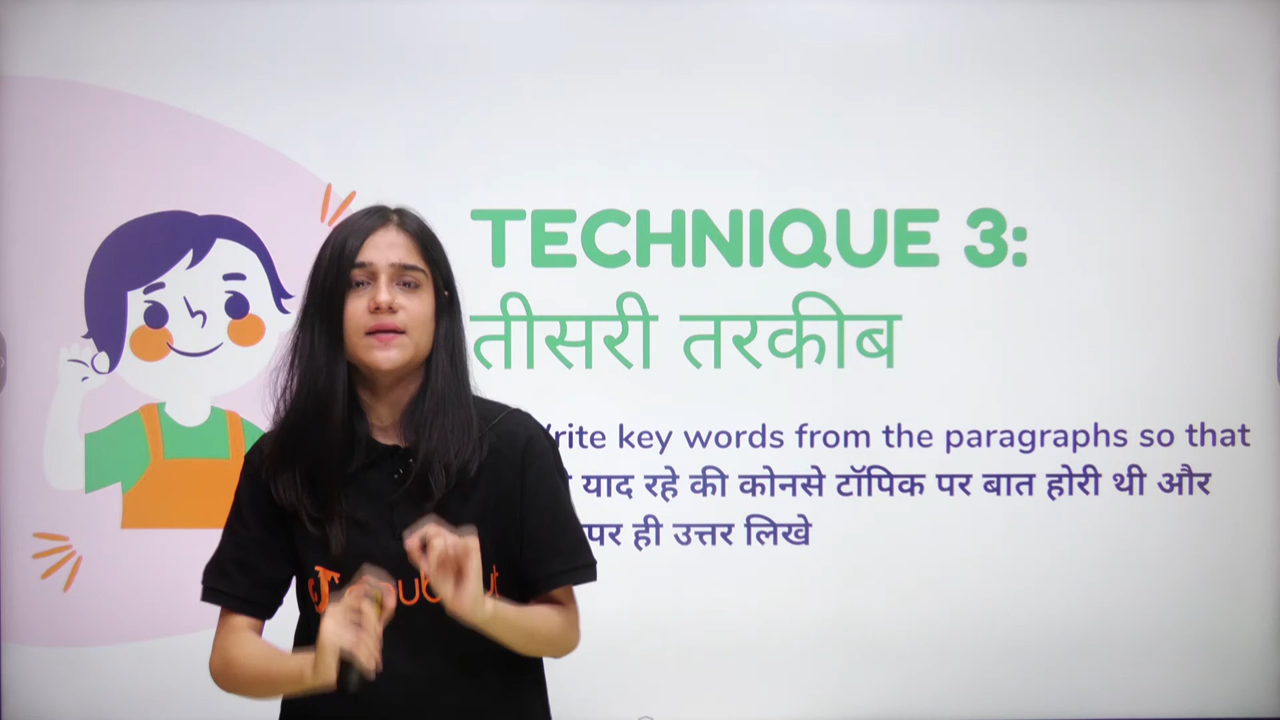 TECHNIQUE 3:
तीसरी तरकीब
key words from the paragraphs so that
याद रहे की कोनसे टॉपिक पर बात होरी थी और
पर ही उत्तर लिखे